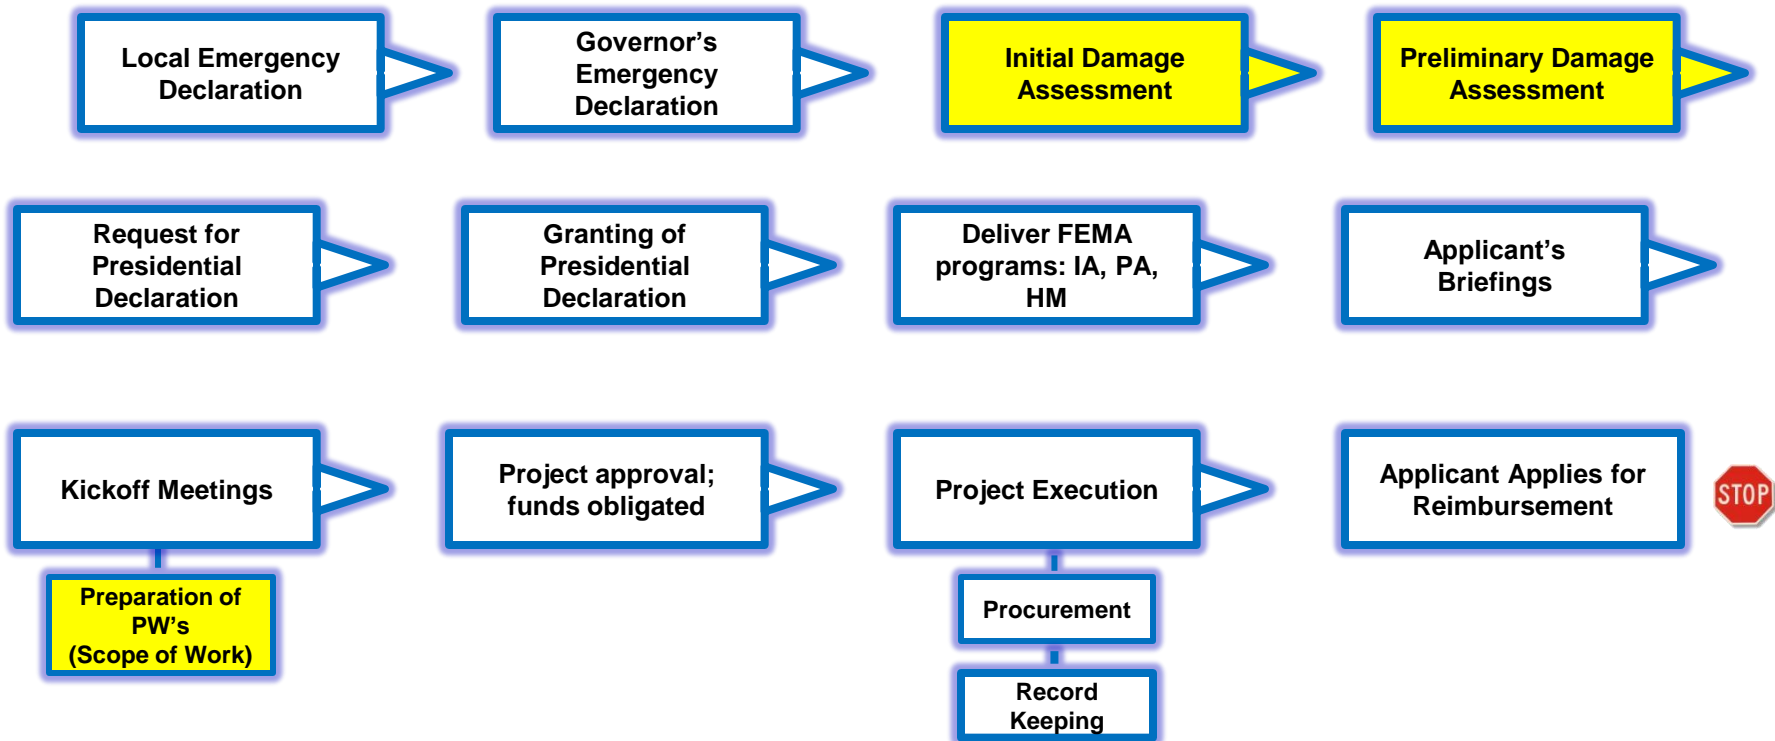 Local Emergency
Declaration
Governor's
Emergency
Declaration
Initial Damage
Assessment
Preliminary Damage
Assessment
Request for
Presidential
Declaration
Granting of
Presidential
Declaration
Deliver FEMA
programs: IA, PA,
HM
Applicant's
Briefings
Kickoff Meetings
Project approval;
funds obligated
Project Execution
Applicant Applies for
Reimbursement
STOP
Preparation of
PW's
(Scope of Work)
Procurement
Record
Keeping